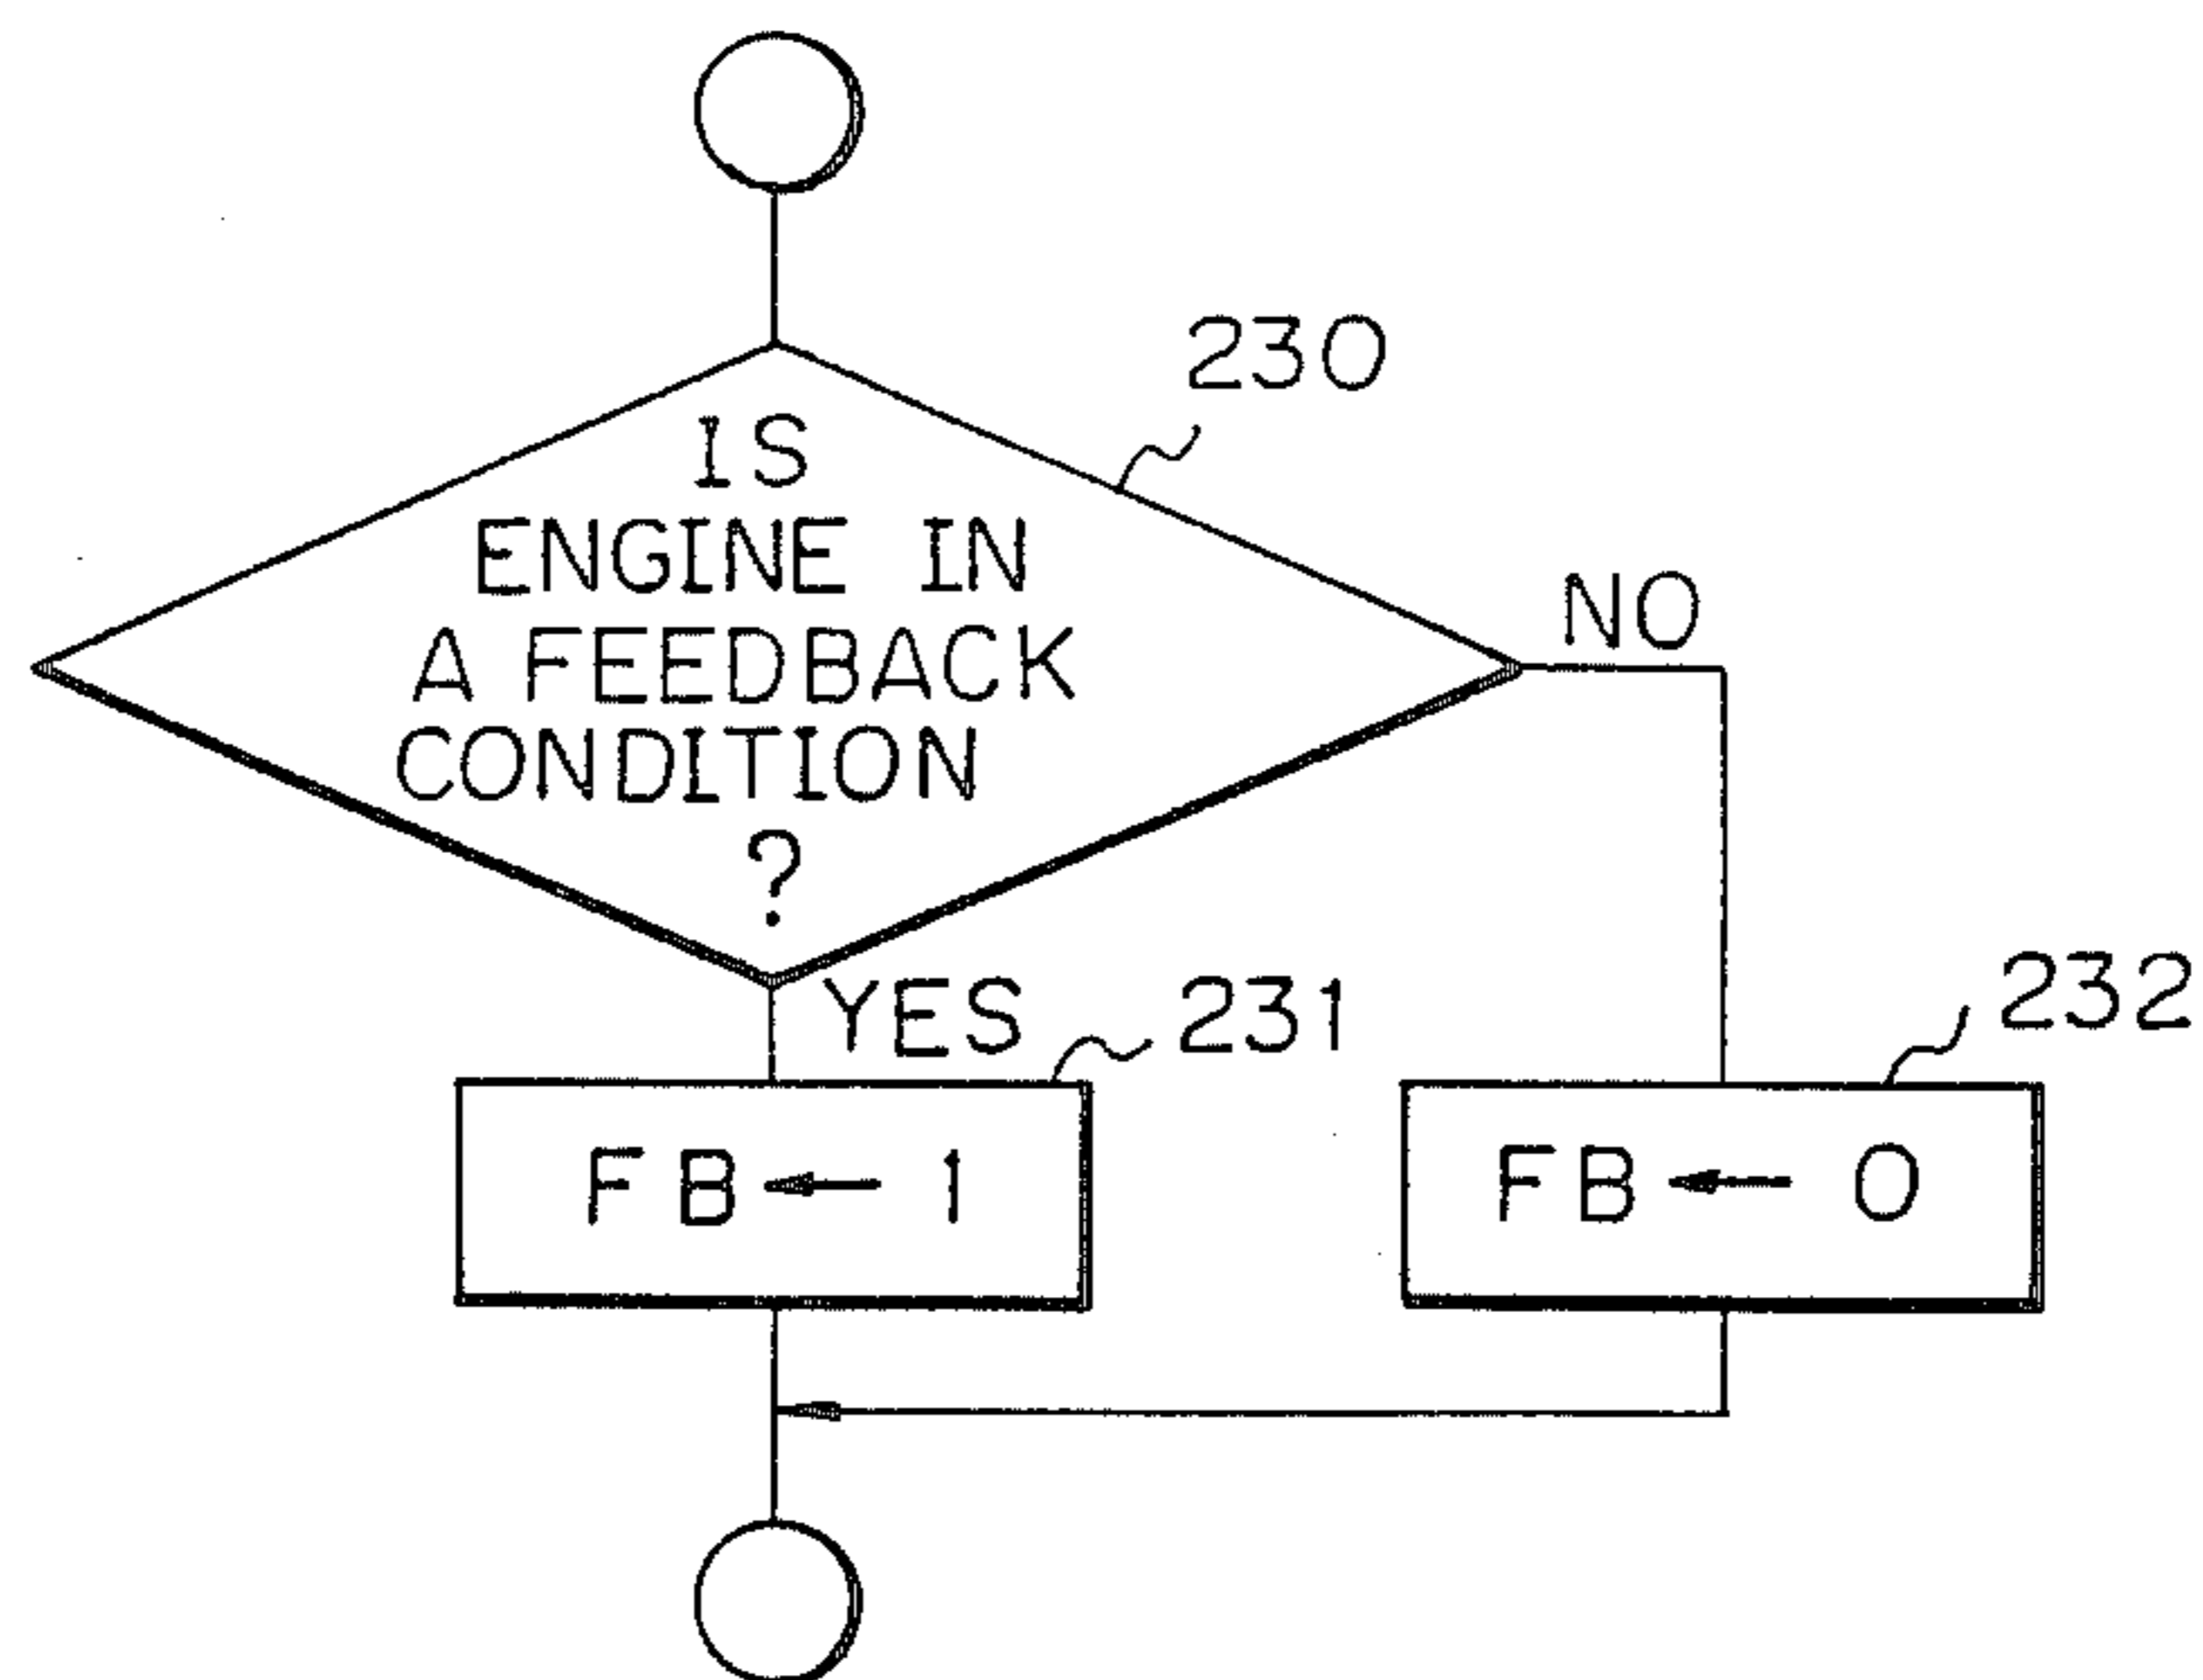 230
IS
ENGINE IN
A FEEDBACK
CONDITION
?
NO
YES
231
232
FB ← 1
FB ← 0